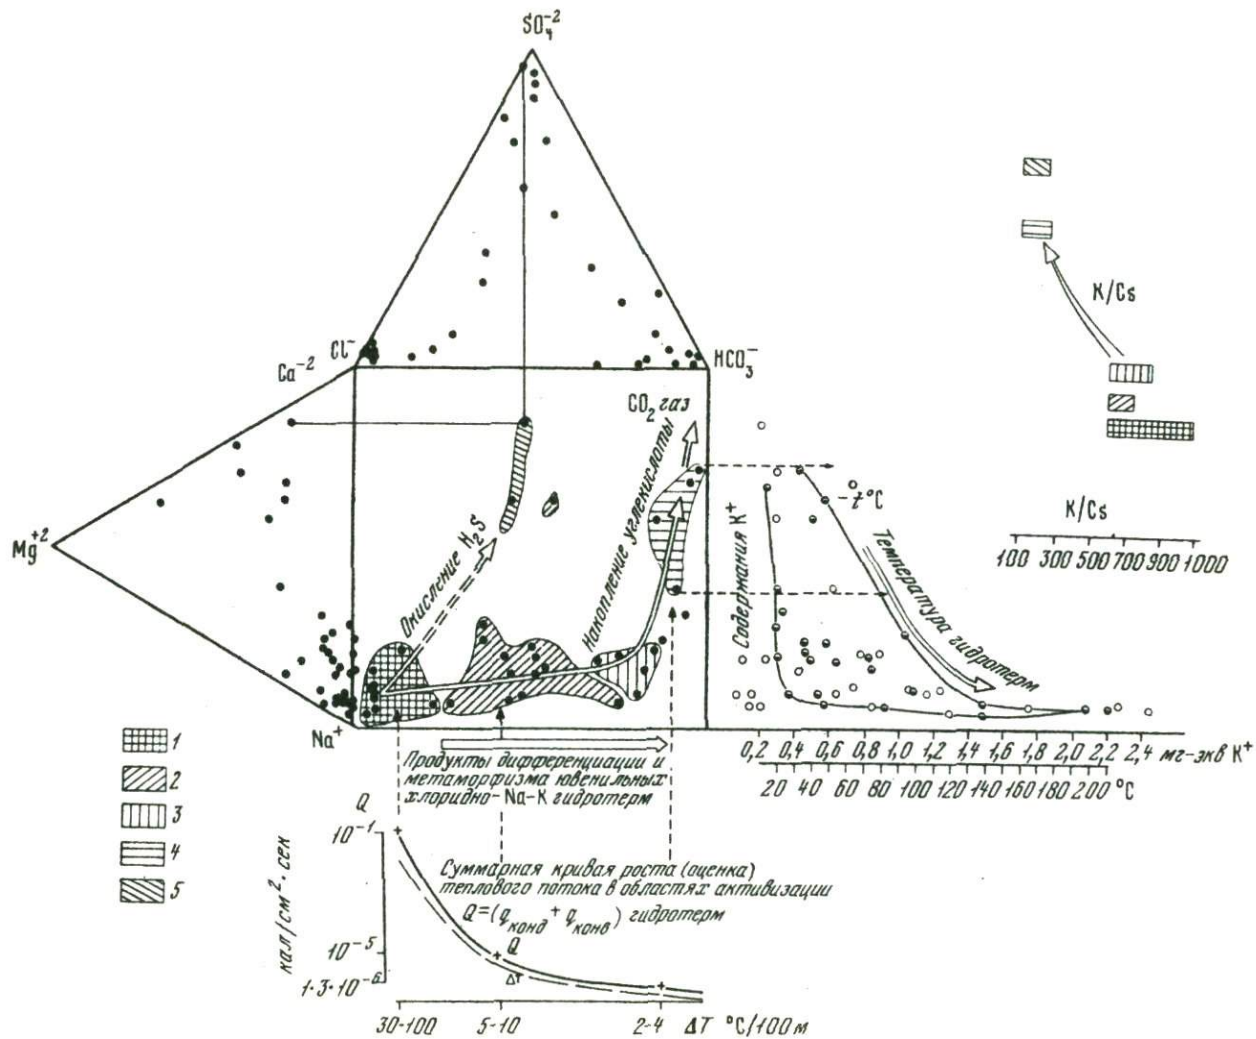 SO₄⁻²
Cl⁻
Ca⁻²
HCO₃⁻
Mg⁺²
Na⁺
CO₂ газ
Окисление H₂S
Накопление углекислоты
Содержания K⁺
-t°C
Температура гидротерм
K/Cs
K/Cs
100 300 500 700 900 1000
0,2 0,4 0,6 0,8 1,0 1,2 1,4 1,6 1,8 2,0 2,2 2,4 мг-экв K⁺
20 40 60 80 100 120 140 160 180 200 °C
1
2
3
4
5
Продукты дифференциации и
метаморфизма ювенильных
хлоридно-Na-K гидротерм
Q
кал/см²·сек
10⁻¹
10⁻⁵
1·3·10⁻⁶
Суммарная кривая роста (оценка)
теплового потока в областях активизации
Q=(q конд + q конв) гидротерм
Q
ΔT
30-100 5-10 2-4 ΔT °C/100 м